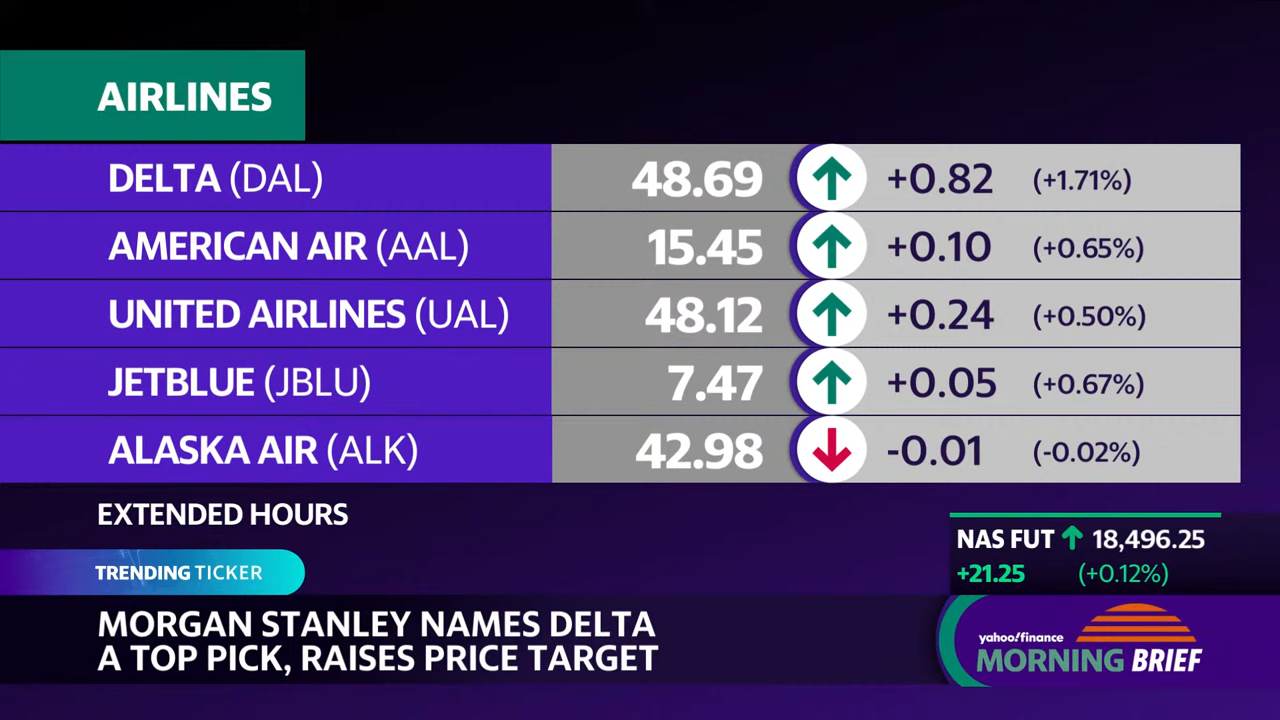 AIRLINES
DELTA (DAL) 48.69 +0.82 (+1.71%)
AMERICAN AIR (AAL) 15.45 +0.10 (+0.65%)
UNITED AIRLINES (UAL) 48.12 +0.24 (+0.50%)
JETBLUE (JBLU) 7.47 +0.05 (+0.67%)
ALASKA AIR (ALK) 42.98 -0.01 (-0.02%)
EXTENDED HOURS
NAS FUT 18,496.25
+21.25 (+0.12%)
TRENDING TICKER
MORGAN STANLEY NAMES DELTA
A TOP PICK, RAISES PRICE TARGET
yahoo!finance
MORNING BRIEF